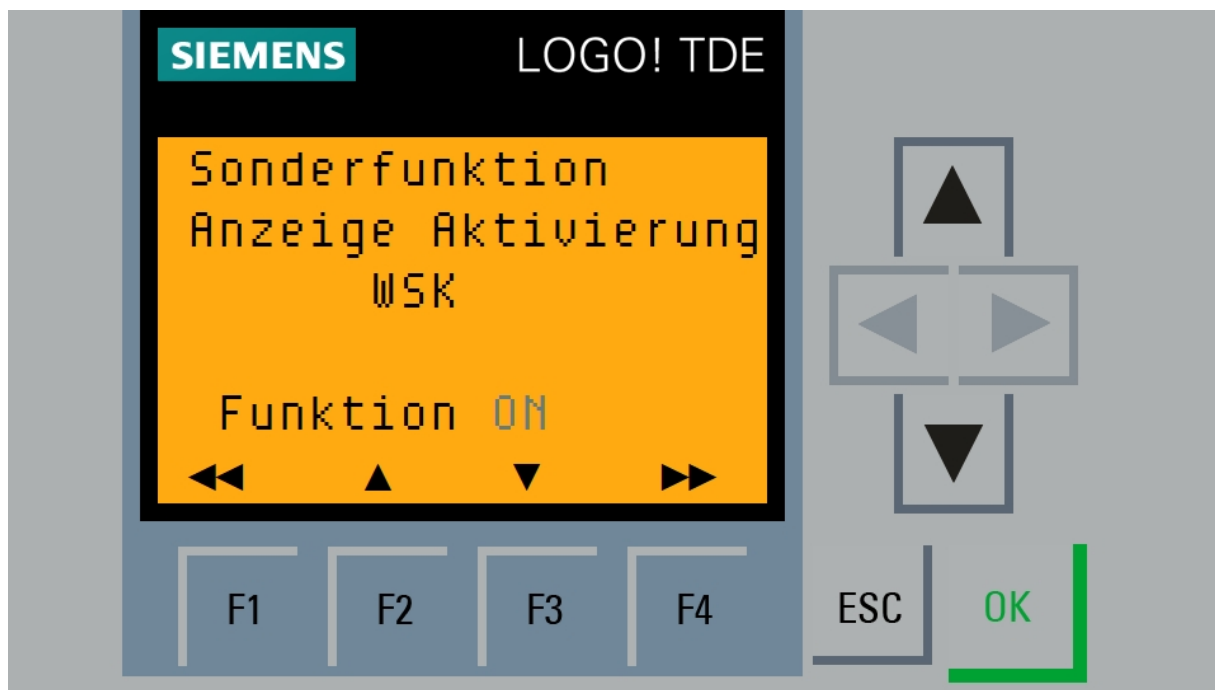 SIEMENS LOGO! TDE
Sonderfunktion
Anzeige Aktivierung
WSK
Funktion ON
F1 F2 F3 F4 ESC OK